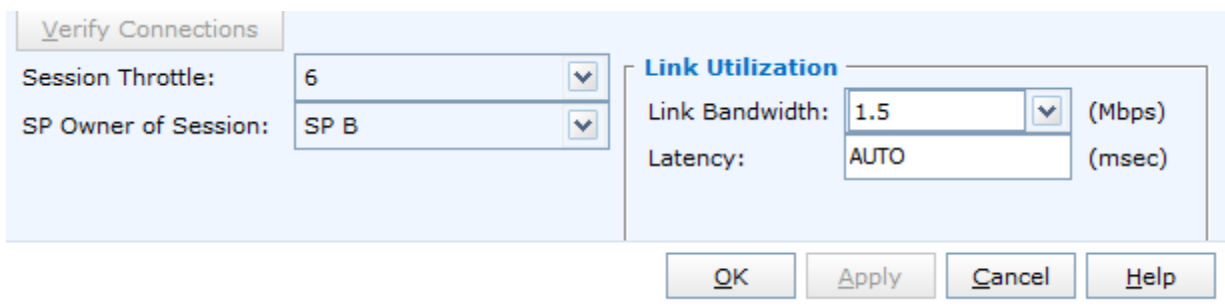 Verify Connections
Session Throttle: 6
SP Owner of Session: SP B
Link Utilization
Link Bandwidth: 1.5 (Mbps)
Latency: AUTO (msec)
OK Apply Cancel Help